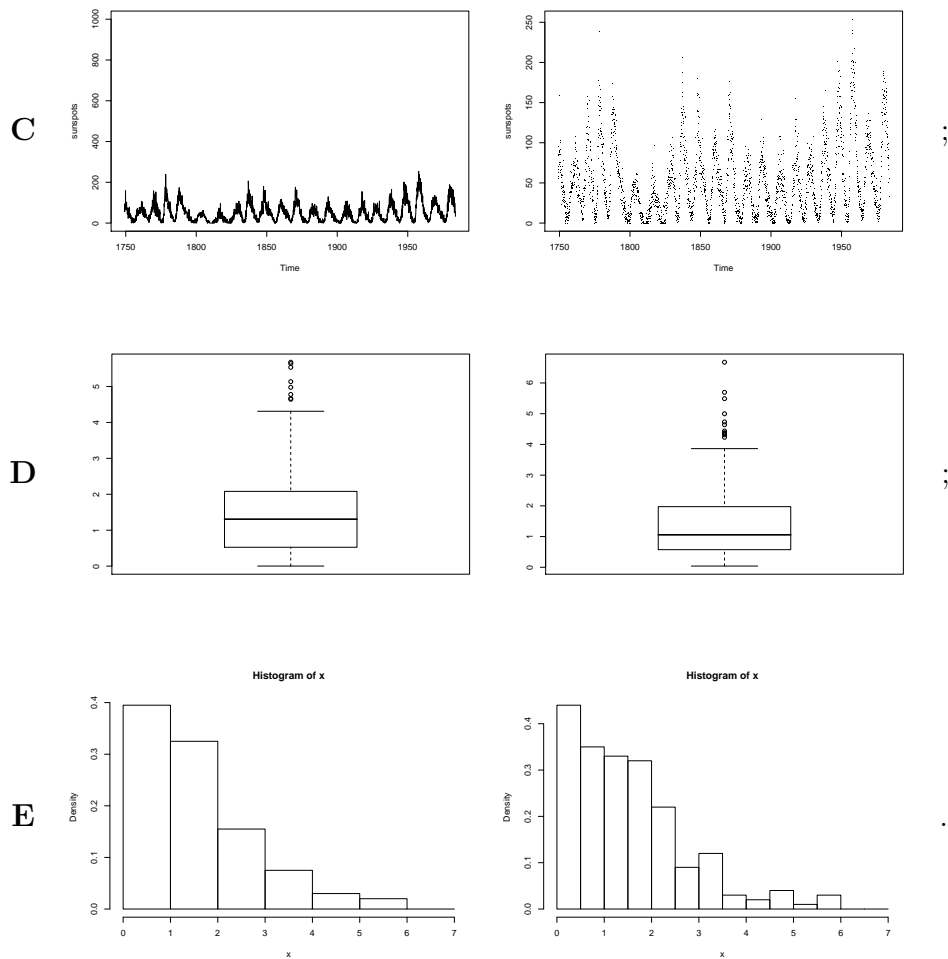 C
sunspots
0 200 400 600 800 1000
1750 1800 1850 1900 1950
Time
sunspots
0 50 100 150 200 250
1750 1800 1850 1900 1950
Time
;
D
0 1 2 3 4 5
0 1 2 3 4 5 6
;
E
Histogram of x
Density
0.0 0.1 0.2 0.3 0.4
0 1 2 3 4 5 6 7
x
Histogram of x
Density
0.0 0.1 0.2 0.3 0.4
0 1 2 3 4 5 6 7
x
.